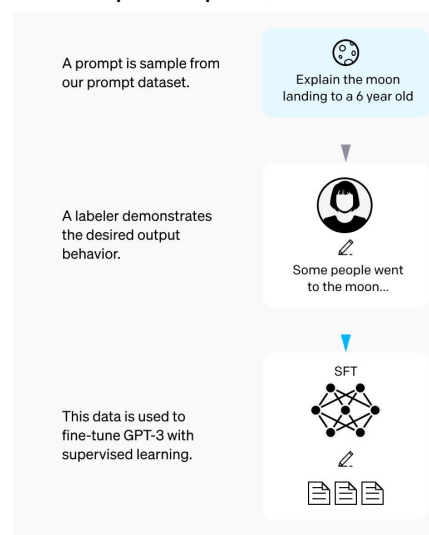 A prompt is sample from
our prompt dataset.
Explain the moon
landing to a 6 year old
A labeler demonstrates
the desired output
behavior.
Some people went
to the moon...
SFT
This data is used to
fine-tune GPT-3 with
supervised learning.